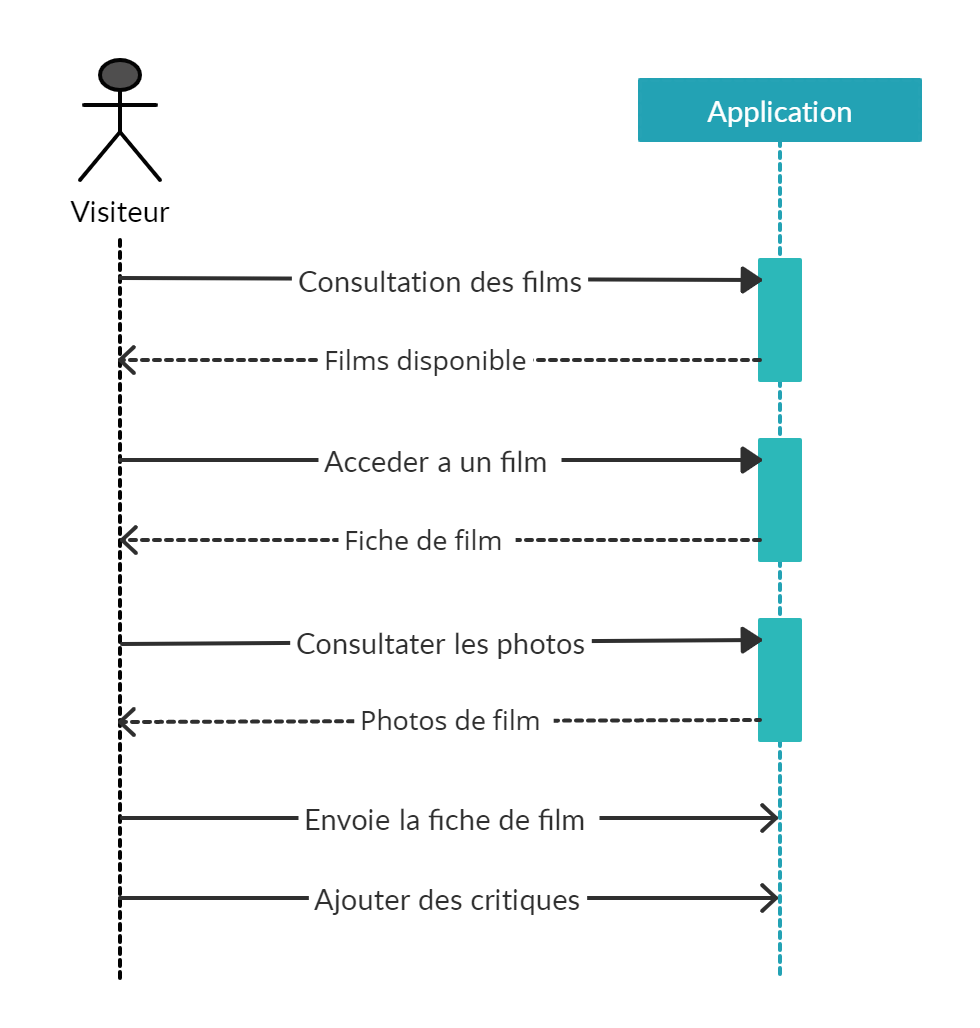 Application
Visiteur
Consultation des films
Films disponible
Acceder a un film
Fiche de film
Consultater les photos
Photos de film
Envoie la fiche de film
Ajouter des critiques